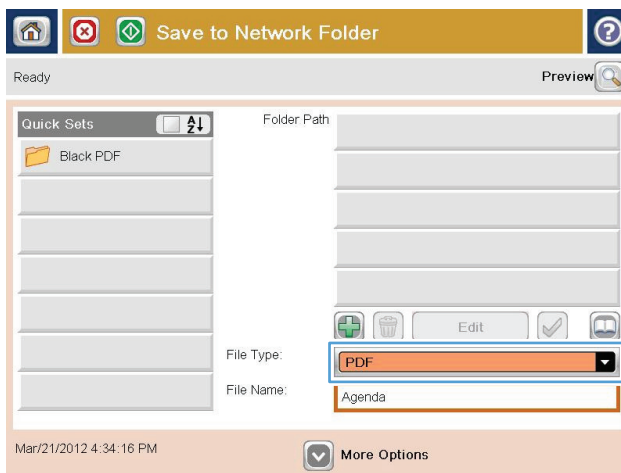 Save to Network Folder
?
Ready
Preview
Quick Sets
A
Z
Folder Path
Black PDF
Edit
File Type:
PDF
File Name:
Agenda
Mar/21/2012 4:34:16 PM
More Options